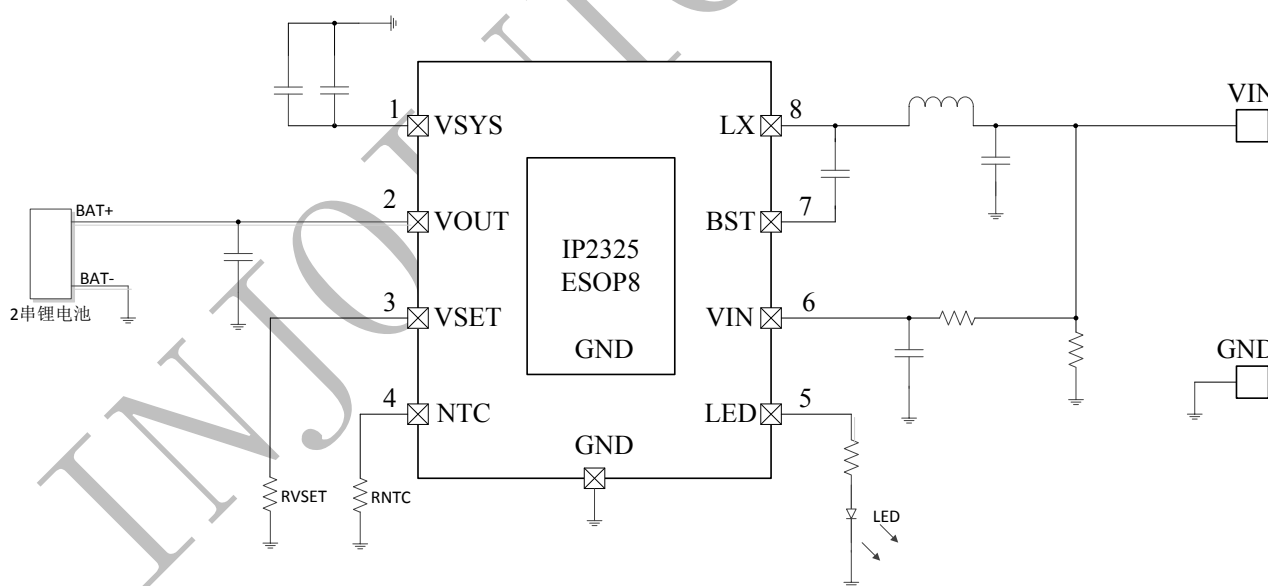 VIN
1
VSYS
LX
8
2
VOUT
BAT+
BST
7
IP2325
ESOP8
BAT-
2串锂电池
3
VSET
VIN
6
GND
GND
4
NTC
LED
5
GND
RVSET
RNTC
LED
INJOINIC